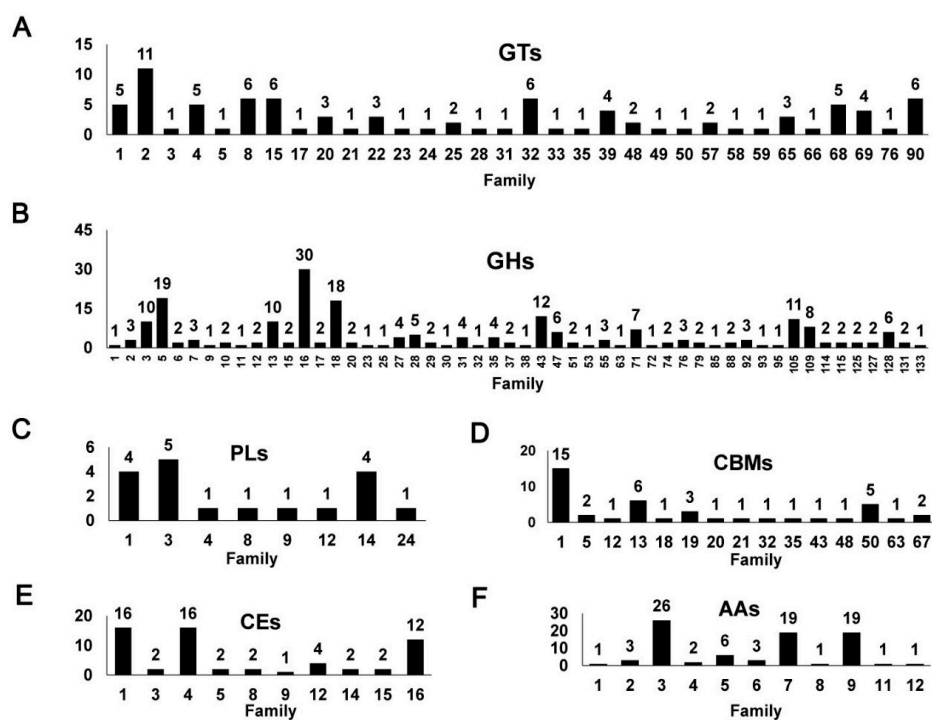 A
GTs
15
10
5
0
5 11 1 5 1 6 6 1 3 1 3 1 1 2 1 1 6 1 1 4 2 1 1 2 1 1 3 1 5 4 1 6
1 2 3 4 5 8 15 17 20 21 22 23 24 25 28 31 32 33 35 39 48 49 50 57 58 59 65 66 68 69 76 90
Family
B
GHs
45
30
15
0
1 3 10 19 2 3 1 2 1 2 10 2 30 2 18 2 1 1 4 5 2 1 4 1 4 2 1 12 6 2 1 3 1 7 1 2 3 2 1 2 3 1 1 11 8 2 2 2 2 6 2 1
1 2 3 5 6 7 9 10 11 12 13 15 16 17 18 20 23 25 27 28 29 30 31 32 35 37 38 43 47 51 53 55 63 71 72 74 76 79 85 88 92 93 95 105 109 114 115 125 127 128 131 133
Family
C
PLs
6
4
2
0
4 5 1 1 1 1 4 1
1 3 4 8 9 12 14 24
Family
D
CBMs
20
10
0
15 2 1 6 1 3 1 1 1 1 1 1 5 1 2
1 5 12 13 18 19 20 21 32 35 43 48 50 63 67
Family
E
CEs
20
10
0
16 2 16 2 2 1 4 2 2 12
1 3 4 5 8 9 12 14 15 16
Family
F
AAs
30
20
10
0
1 3 26 2 6 3 19 1 19 1 1
1 2 3 4 5 6 7 8 9 11 12
Family